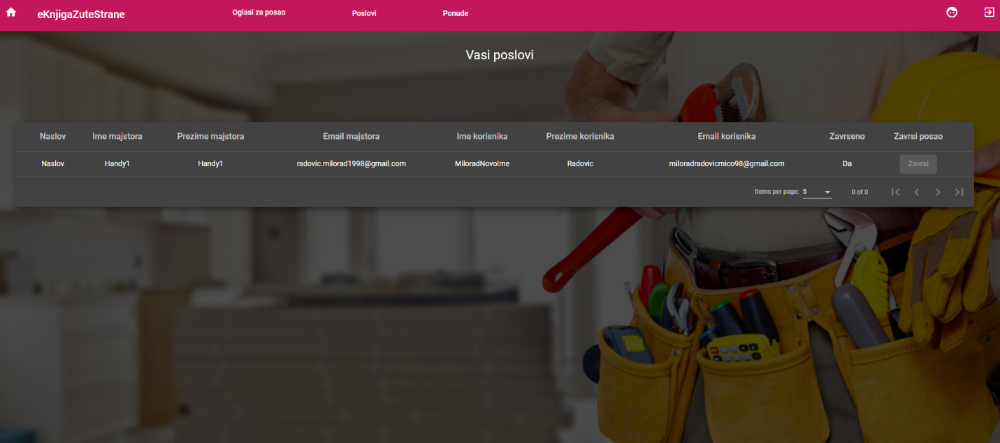 eKnjigaZuteStrane Oglasi za posao Poslovi Ponude
Vasi poslovi
Naslov Ime majstora Prezime majstora Email majstora Ime korisnika Prezime korisnika Email korisnika Zavrseno Zavrsi posao
Naslov Handy1 Handy1 radovic.milorad1998@gmail.com MiloradNovoIme Radovic miloradradovicmico98@gmail.com Da Zavrsi
Items per page: 5 0 of 0